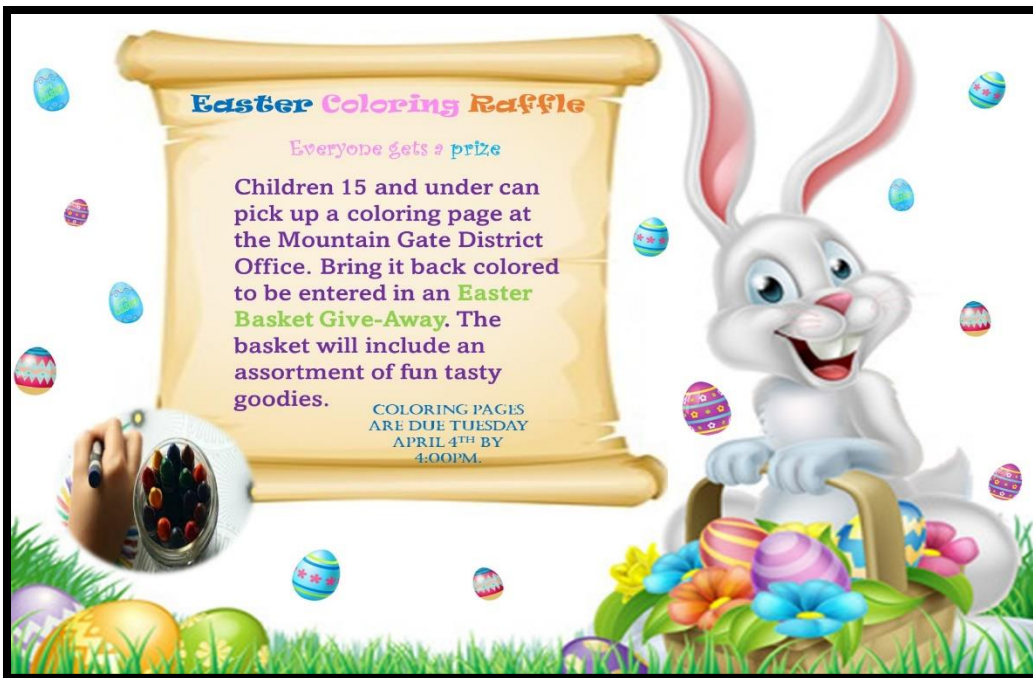 Easter Coloring Raffle
Everyone gets a prize
Children 15 and under can
pick up a coloring page at
the Mountain Gate District
Office. Bring it back colored
to be entered in an Easter
Basket Give-Away. The
basket will include an
assortment of fun tasty
goodies.
COLORING PAGES
ARE DUE TUESDAY
APRIL 4TH BY
4:00PM.